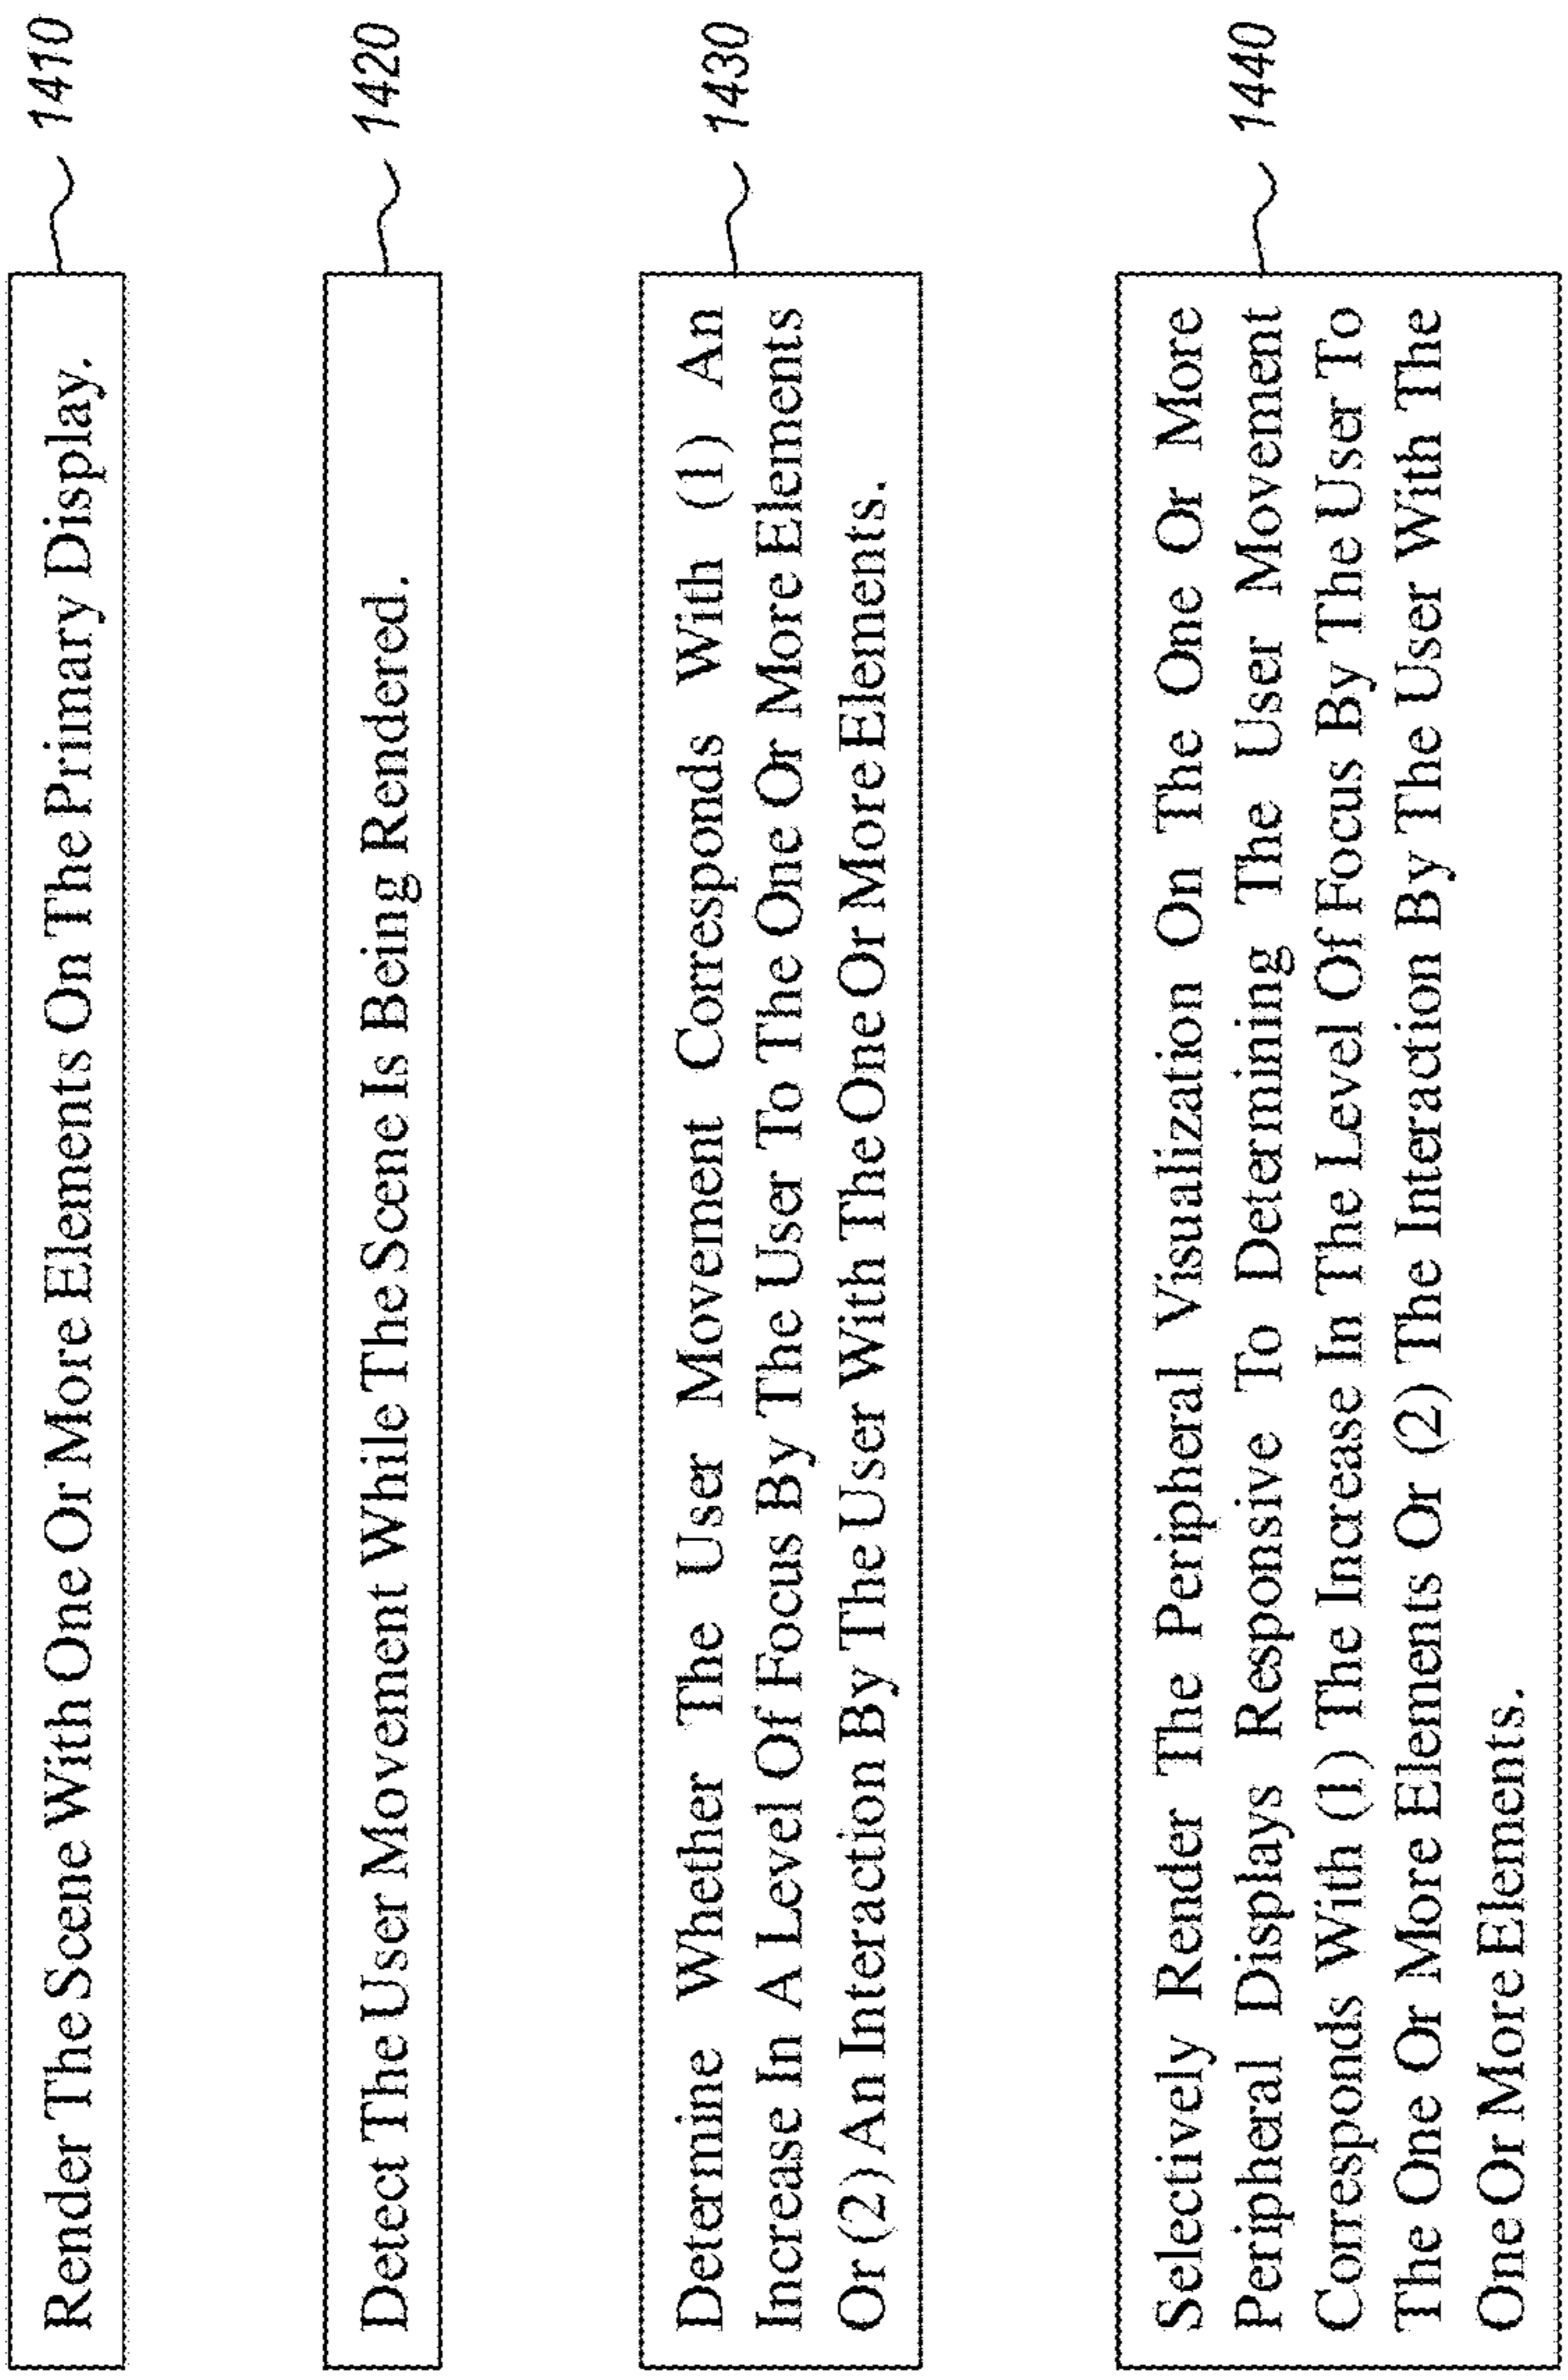 Render The Scene With One Or More Elements On The Primary Display.
1410
Detect The User Movement While The Scene Is Being Rendered.
1420
Determine Whether The User Movement Corresponds With (1) An
Increase In A Level Of Focus By The User To The One Or More Elements
Or (2) An Interaction By The User With The One Or More Elements.
1430
Selectively Render The Peripheral Visualization On The One Or More
Peripheral Displays Responsive To Determining The User Movement
Corresponds With (1) The Increase In The Level Of Focus By The User To
The One Or More Elements Or (2) The Interaction By The User With The
One Or More Elements.
1440